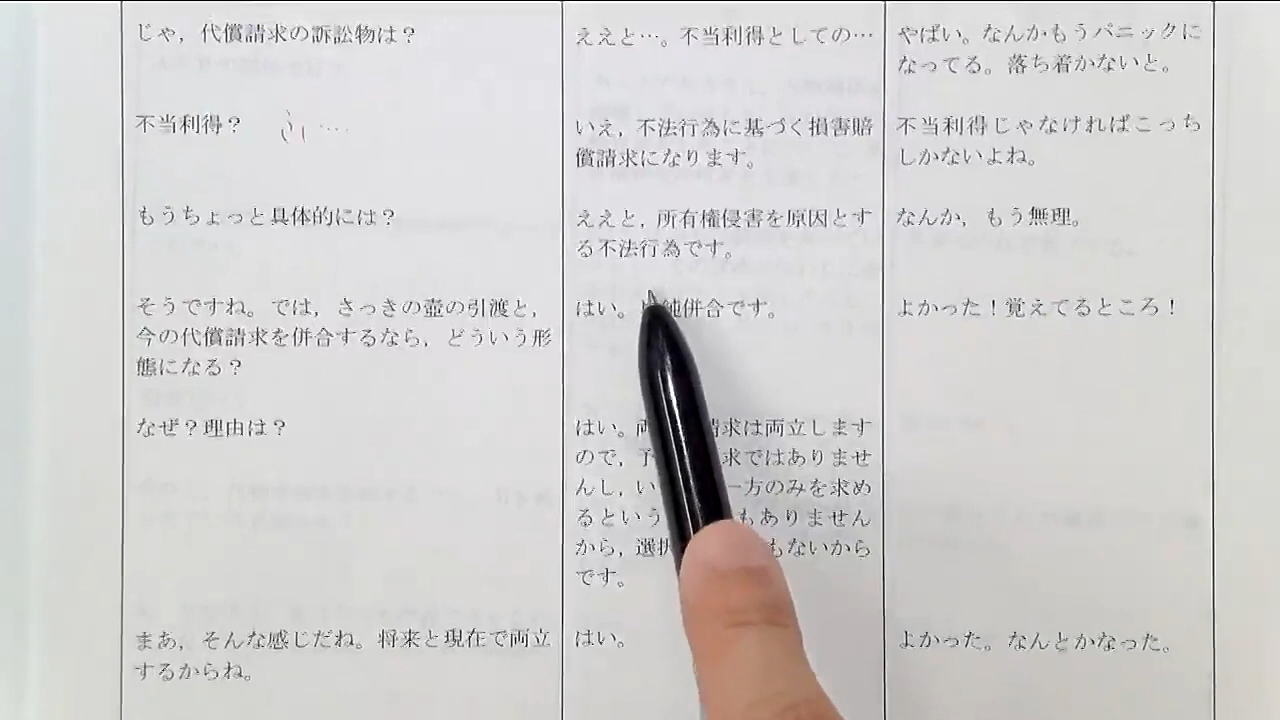 じゃ，代償請求の訴訟物は？
ええと…。不当利得としての…
やばい。なんかもうパニックに
なってる。落ち着かないと。
不当利得？
いえ，不法行為に基づく損害賠
償請求になります。
不当利得じゃなければこっち
しかないよね。
もうちょっと具体的には？
ええと，所有権侵害を原因とす
る不法行為です。
なんか，もう無理。
そうですね。では，さっきの壺の引渡と，
今の代償請求を併合するなら，どういう形
態になる？
はい。純併合です。
よかった！覚えてるところ！
なぜ？理由は？
はい。両請求は両立します
ので，予求ではありませ
んし，い一方のみを求め
るというもありません
から，選択もないから
です。
まあ，そんな感じだね。将来と現在で両立
するからね。
はい。
よかった。なんとかなった。